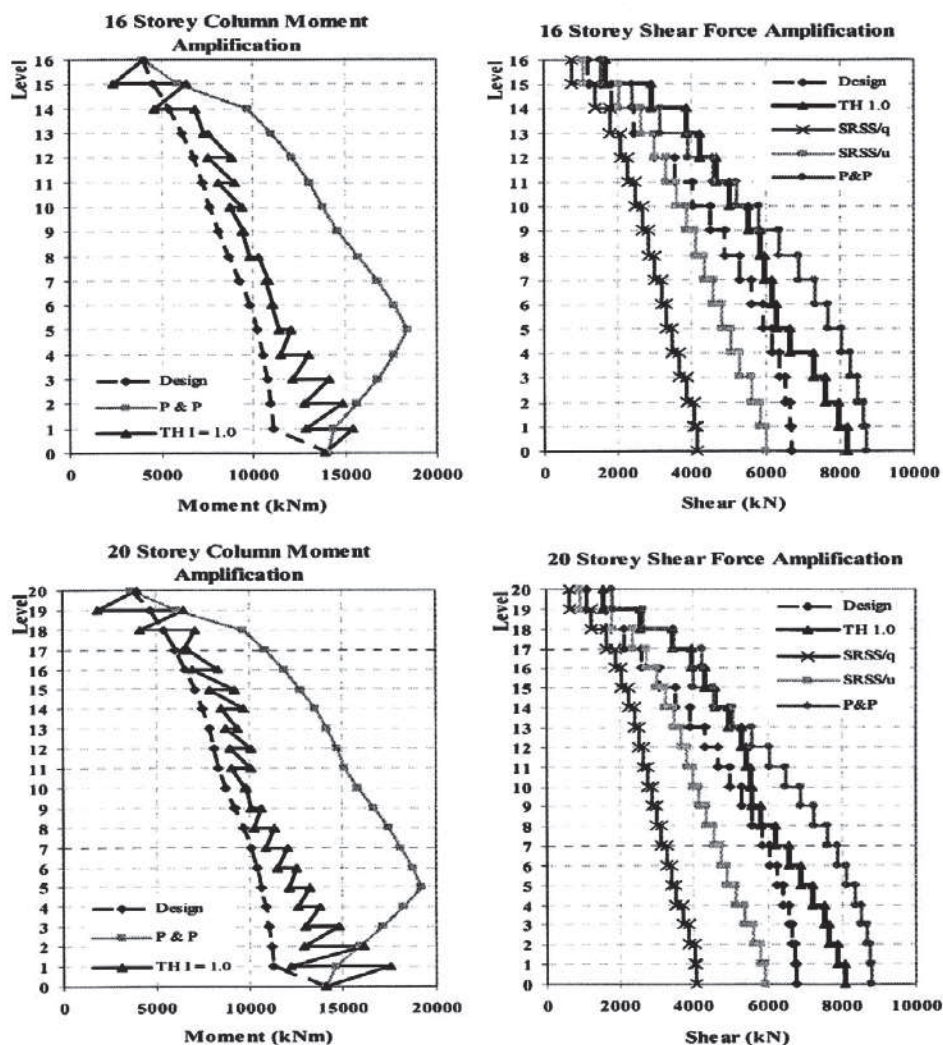 16 Storey Column Moment
Amplification
Level
16
15
14
13
12
11
10
9
8
7
6
5
4
3
2
1
0
Design
P & P
TH I = 1.0
0 5000 10000 15000 20000
Moment (kNm)
16 Storey Shear Force Amplification
Level
16
15
14
13
12
11
10
9
8
7
6
5
4
3
2
1
0
Design
TH 1.0
SRSS/q
SRSS/u
P&P
0 2000 4000 6000 8000 10000
Shear (kN)
20 Storey Column Moment
Amplification
Level
20
19
18
17
16
15
14
13
12
11
10
9
8
7
6
5
4
3
2
1
0
Design
P & P
TH I = 1.0
0 5000 10000 15000 20000
Moment (kNm)
20 Storey Shear Force Amplification
Level
20
19
18
17
16
15
14
13
12
11
10
9
8
7
6
5
4
3
2
1
0
Design
TH 1.0
SRSS/q
SRSS/u
P&P
0 2000 4000 6000 8000 10000
Shear (kN)